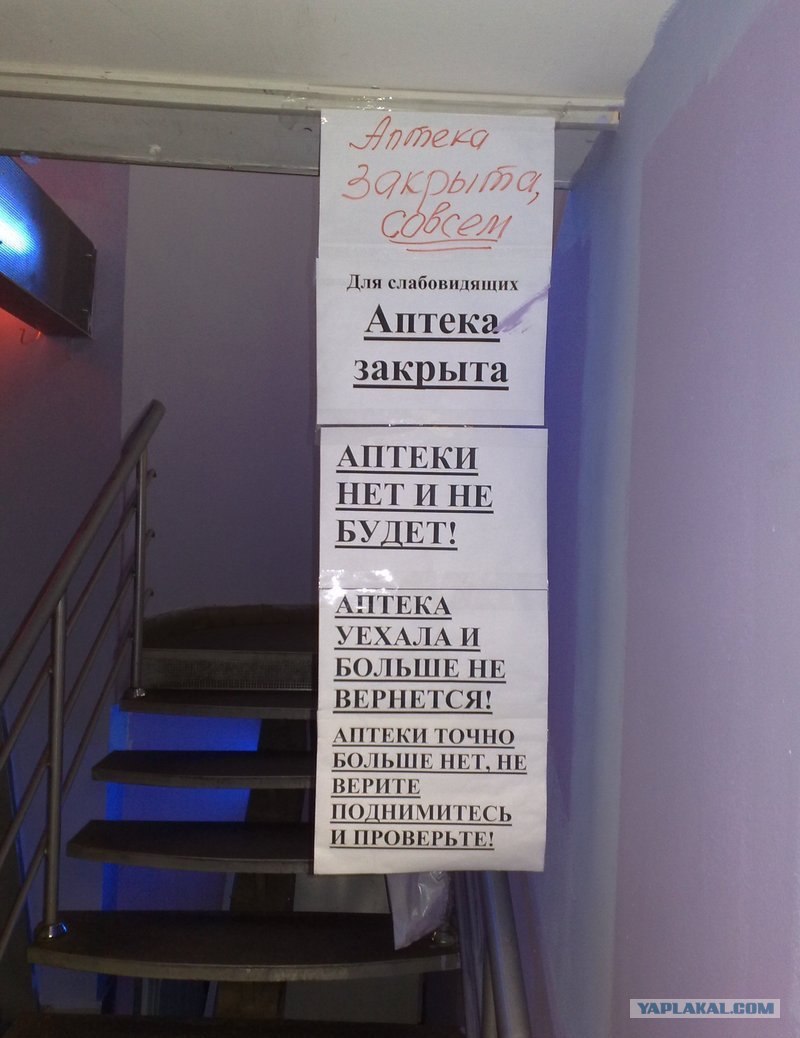 Аптека
закрыта,
совсем
Для слабовидящих
Аптека
закрыта
АПТЕКИ
НЕТ И НЕ
БУДЕТ!
АПТЕКА
УЕХАЛА И
БОЛЬШЕ НЕ
ВЕРНЕТСЯ!
АПТЕКИ ТОЧНО
БОЛЬШЕ НЕТ, НЕ
ВЕРИТЕ
ПОДНИМИТЕСЬ
И ПРОВЕРЬТЕ!
YAPLAKAL.COM